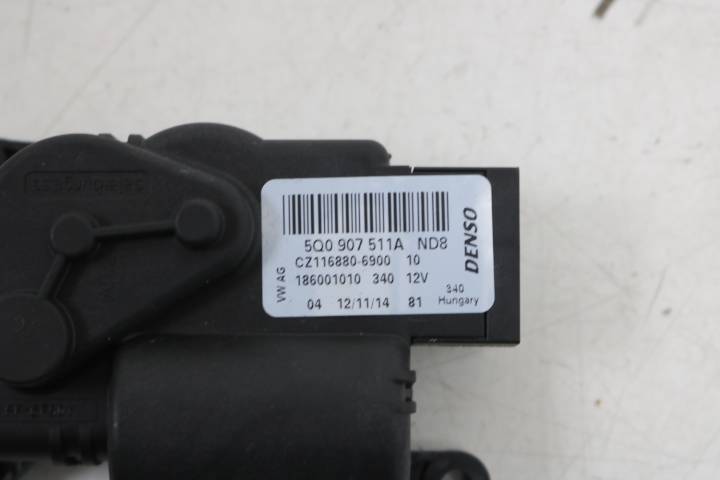 5Q0 907 511A ND8
CZ116880-6900 10
186001010 340 12V
04 12/11/14 81
VW AG
DENSO
340
Hungary